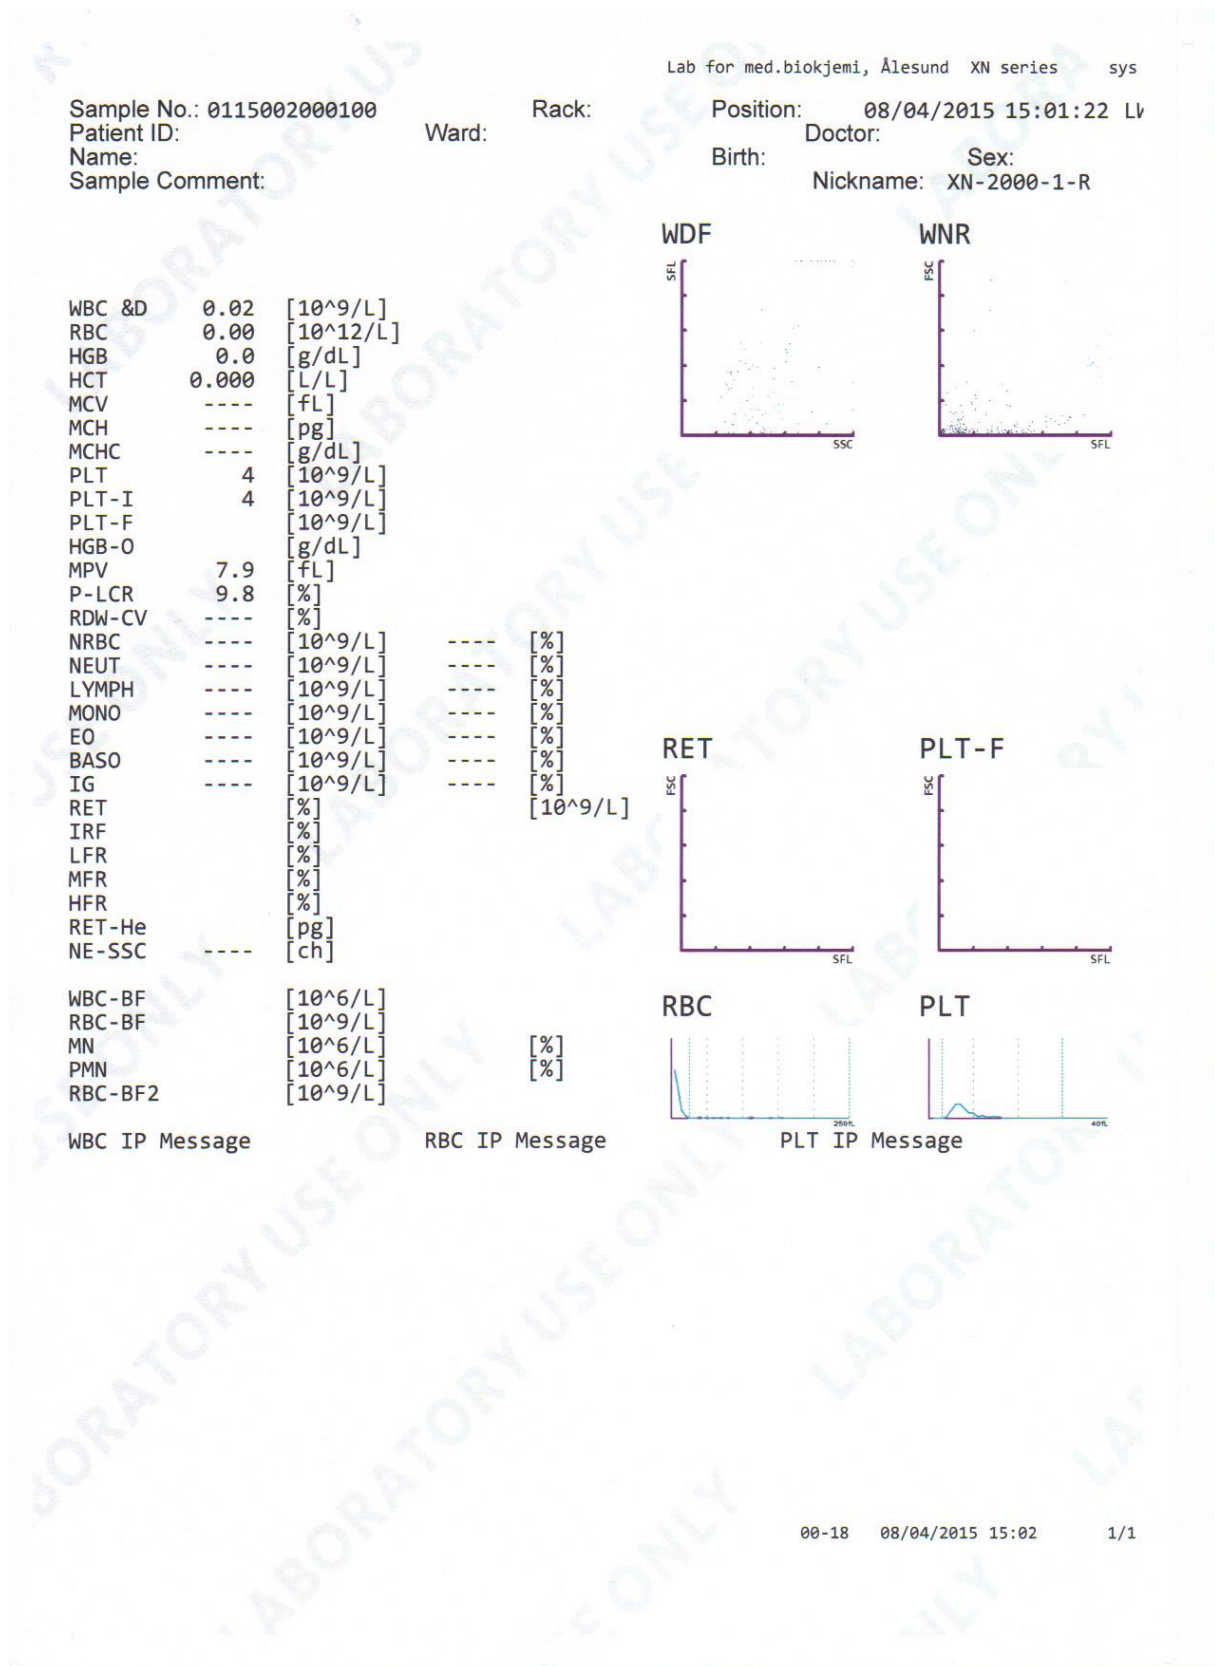 Lab for med.biokjemi, Ålesund XN series sys
Sample No.: 0115002000100 Rack: Position: 08/04/2015 15:01:22
Patient ID: Ward: Doctor:
Name: Birth: Sex:
Sample Comment: Nickname: XN-2000-1-R
WDF WNR
SFL FSC
WBC &D 0.02 [10^9/L]
RBC 0.00 [10^12/L]
HGB 0.0 [g/dL]
HCT 0.000 [L/L]
MCV ---- [fL]
MCH ---- [pg]
MCHC ---- [g/dL]
SSC SFL
PLT 4 [10^9/L]
PLT-I 4 [10^9/L]
PLT-F [10^9/L]
HGB-O [g/dL]
MPV 7.9 [fL]
P-LCR 9.8 [%]
RDW-CV ---- [%]
NRBC ---- [10^9/L] ---- [%]
NEUT ---- [10^9/L] ---- [%]
LYMPH ---- [10^9/L] ---- [%]
MONO ---- [10^9/L] ---- [%]
EO ---- [10^9/L] ---- [%]
BASO ---- [10^9/L] ---- [%]
IG ---- [10^9/L] ---- [%]
RET [%] [10^9/L]
IRF [%]
LFR [%]
MFR [%]
HFR [%]
RET-He [pg]
NE-SSC ---- [ch]
RET PLT-F
FSC FSC
SFL SFL
WBC-BF [10^6/L]
RBC-BF [10^9/L]
MN [10^6/L] [%]
PMN [10^6/L] [%]
RBC-BF2 [10^9/L]
RBC PLT
250fL 40fL
WBC IP Message RBC IP Message PLT IP Message
00-18 08/04/2015 15:02 1/1
LABORATORY USE ONLY